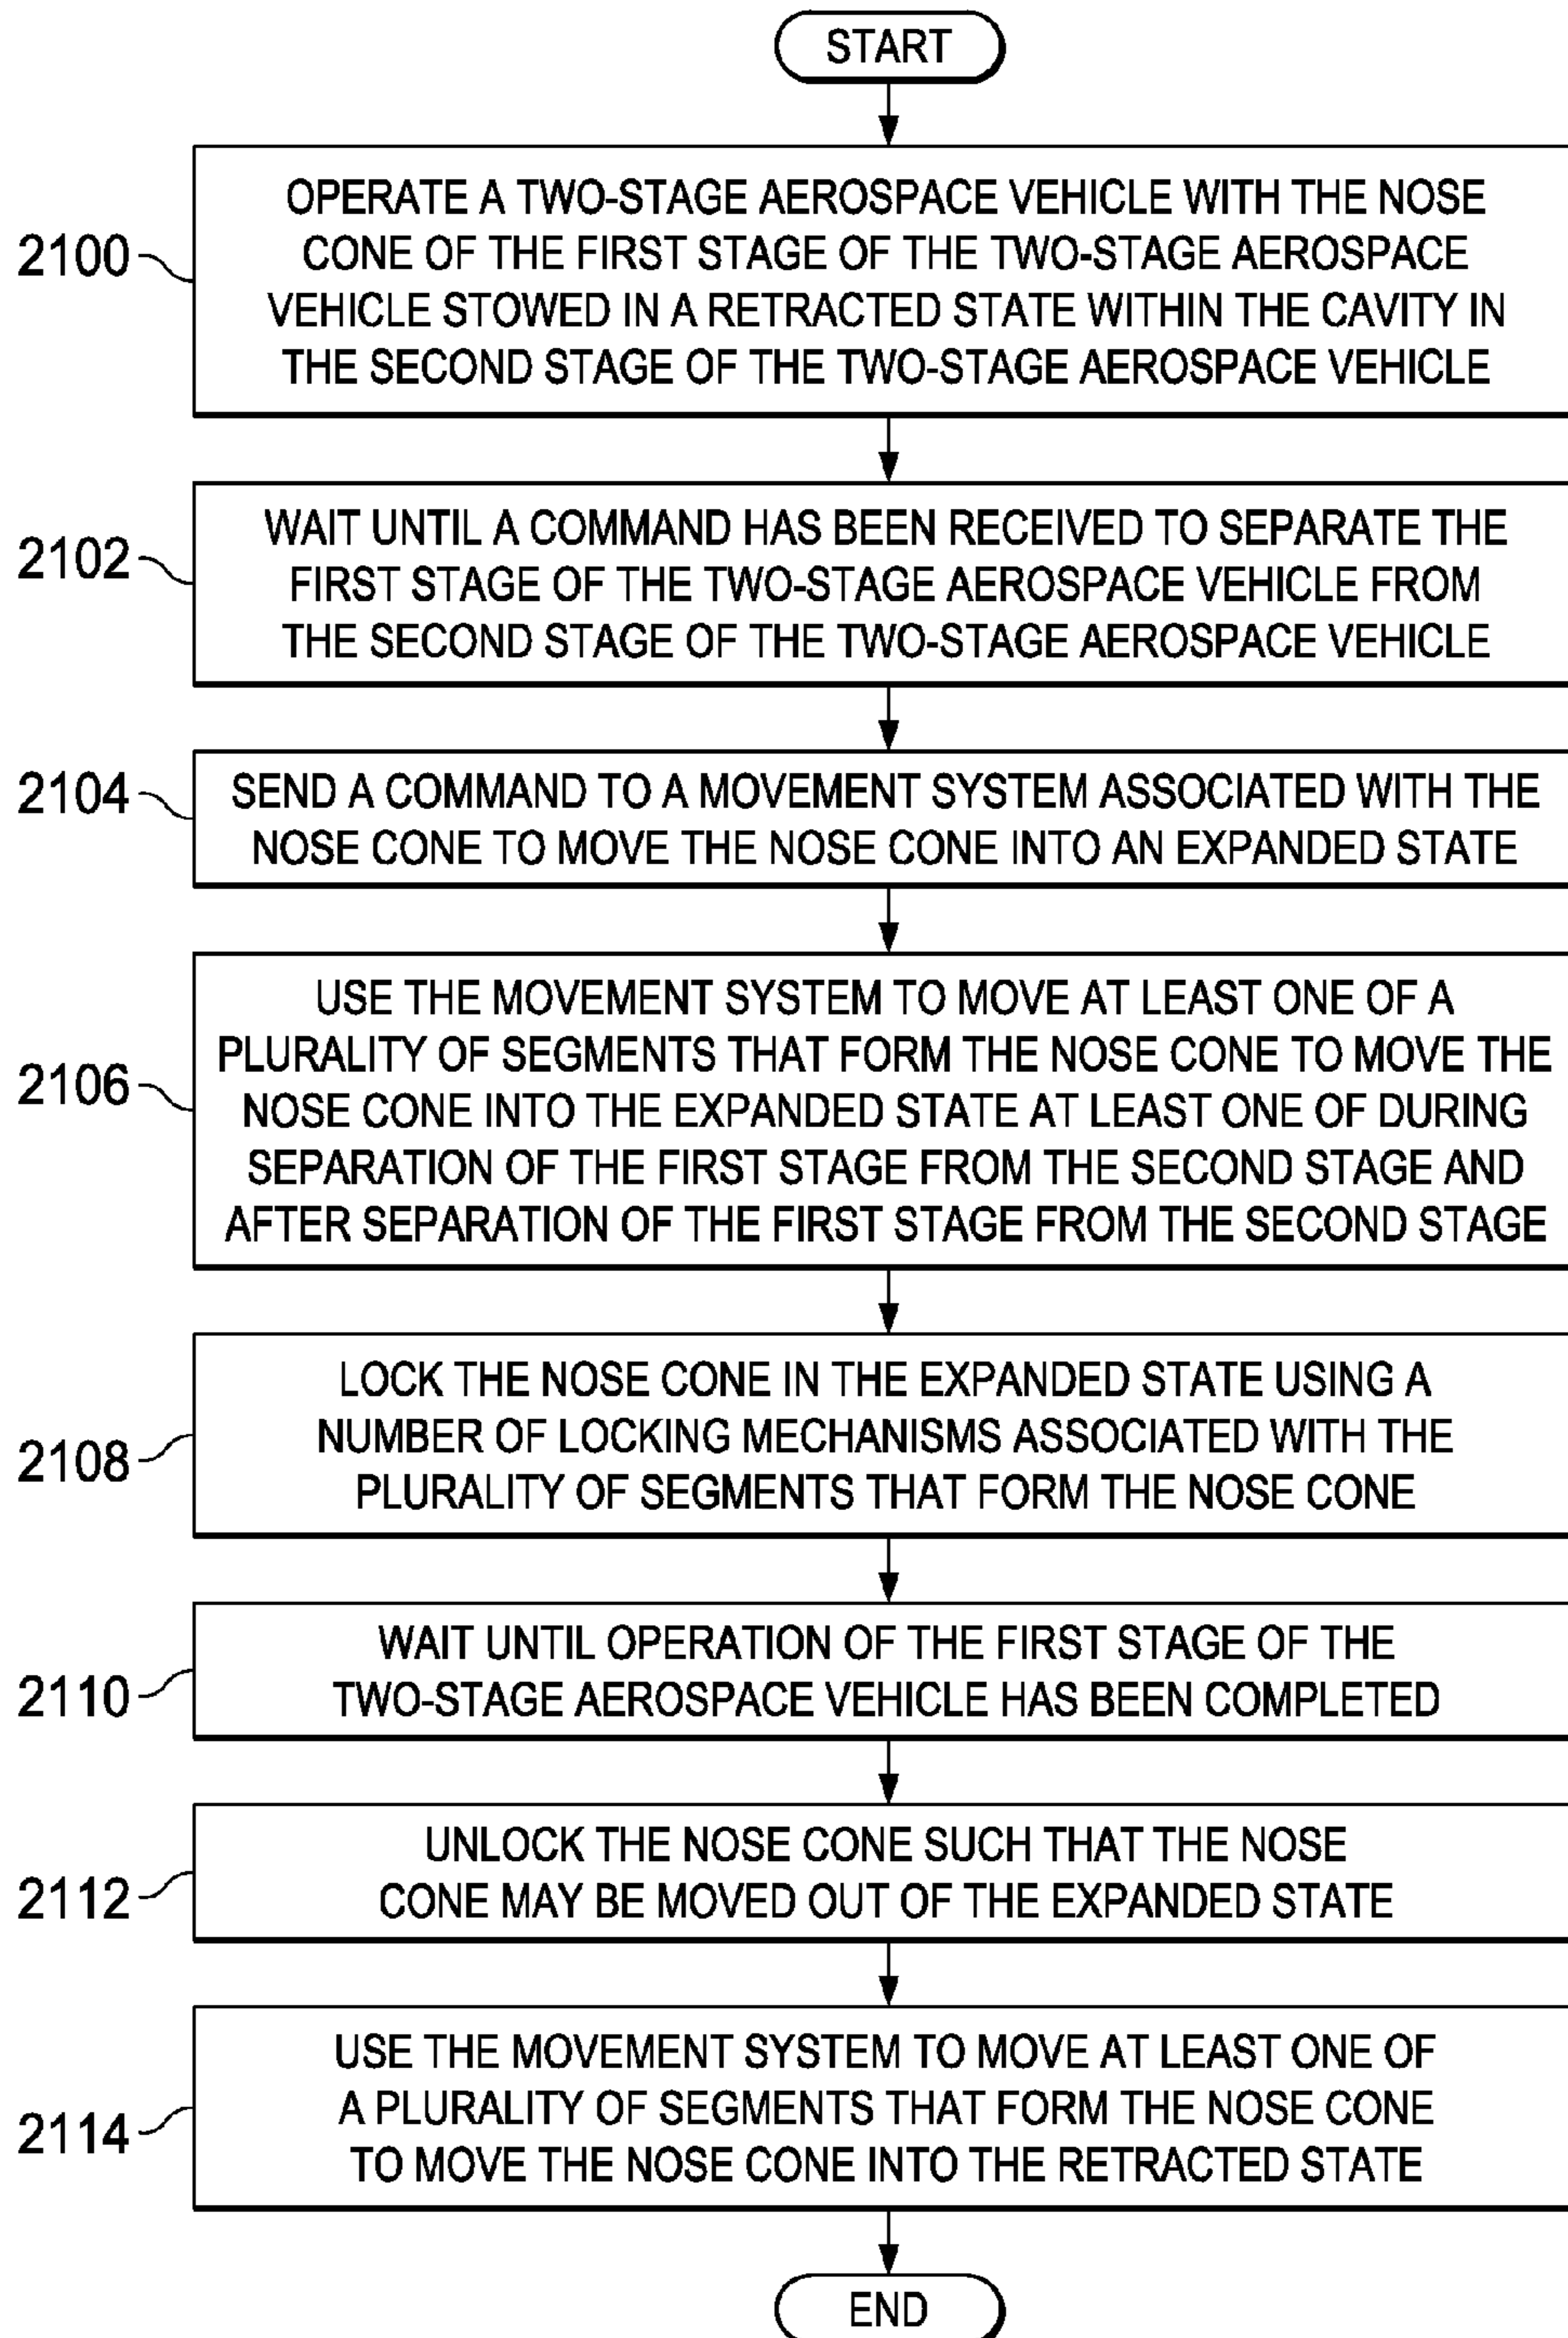 START
2100
OPERATE A TWO-STAGE AEROSPACE VEHICLE WITH THE NOSE
CONE OF THE FIRST STAGE OF THE TWO-STAGE AEROSPACE
VEHICLE STOWED IN A RETRACTED STATE WITHIN THE CAVITY IN
THE SECOND STAGE OF THE TWO-STAGE AEROSPACE VEHICLE
2102
WAIT UNTIL A COMMAND HAS BEEN RECEIVED TO SEPARATE THE
FIRST STAGE OF THE TWO-STAGE AEROSPACE VEHICLE FROM
THE SECOND STAGE OF THE TWO-STAGE AEROSPACE VEHICLE
2104
SEND A COMMAND TO A MOVEMENT SYSTEM ASSOCIATED WITH THE
NOSE CONE TO MOVE THE NOSE CONE INTO AN EXPANDED STATE
2106
USE THE MOVEMENT SYSTEM TO MOVE AT LEAST ONE OF A
PLURALITY OF SEGMENTS THAT FORM THE NOSE CONE TO MOVE THE
NOSE CONE INTO THE EXPANDED STATE AT LEAST ONE OF DURING
SEPARATION OF THE FIRST STAGE FROM THE SECOND STAGE AND
AFTER SEPARATION OF THE FIRST STAGE FROM THE SECOND STAGE
2108
LOCK THE NOSE CONE IN THE EXPANDED STATE USING A
NUMBER OF LOCKING MECHANISMS ASSOCIATED WITH THE
PLURALITY OF SEGMENTS THAT FORM THE NOSE CONE
2110
WAIT UNTIL OPERATION OF THE FIRST STAGE OF THE
TWO-STAGE AEROSPACE VEHICLE HAS BEEN COMPLETED
2112
UNLOCK THE NOSE CONE SUCH THAT THE NOSE
CONE MAY BE MOVED OUT OF THE EXPANDED STATE
2114
USE THE MOVEMENT SYSTEM TO MOVE AT LEAST ONE OF
A PLURALITY OF SEGMENTS THAT FORM THE NOSE CONE
TO MOVE THE NOSE CONE INTO THE RETRACTED STATE
END